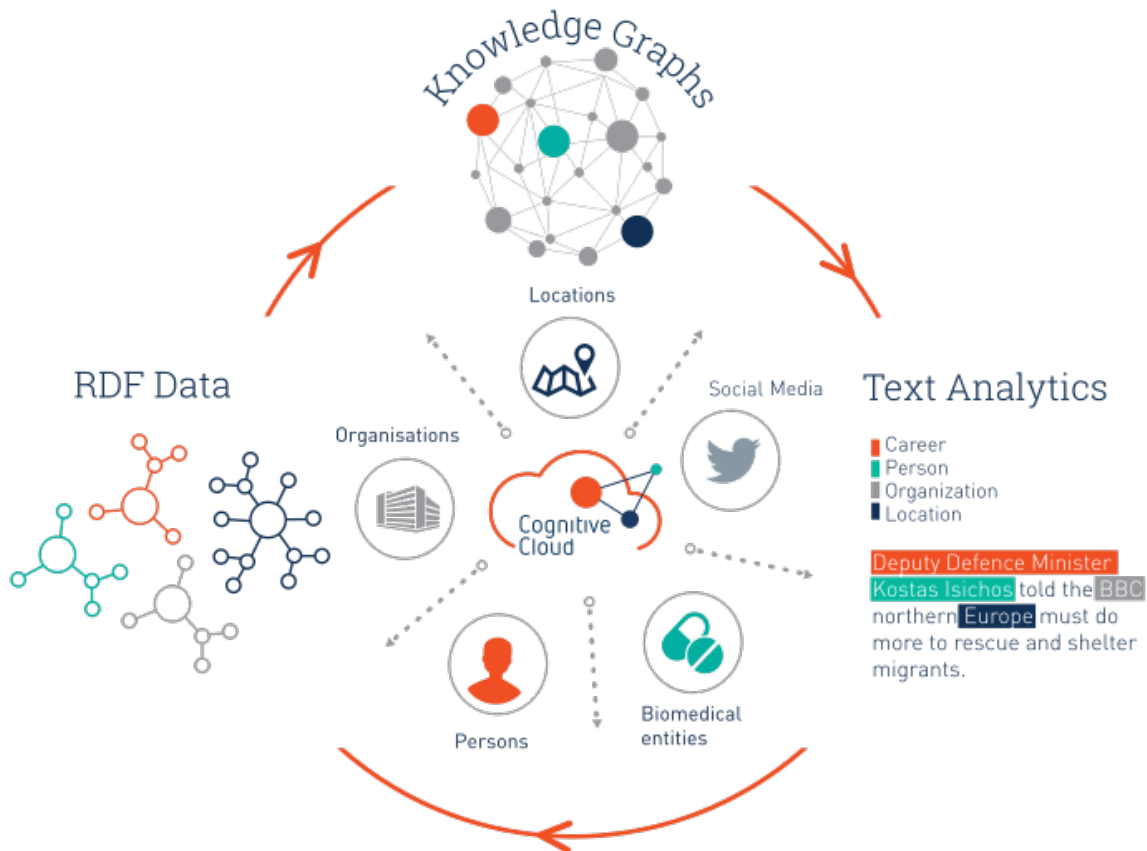 Knowledge Graphs
Locations
RDF Data
Social Media
Text Analytics
Organisations
Career
Person
Organization
Location
Cognitive
Cloud
Deputy Defence Minister
Kostas Isichos told the BBC
northern Europe must do
more to rescue and shelter
migrants.
Persons
Biomedical
entities